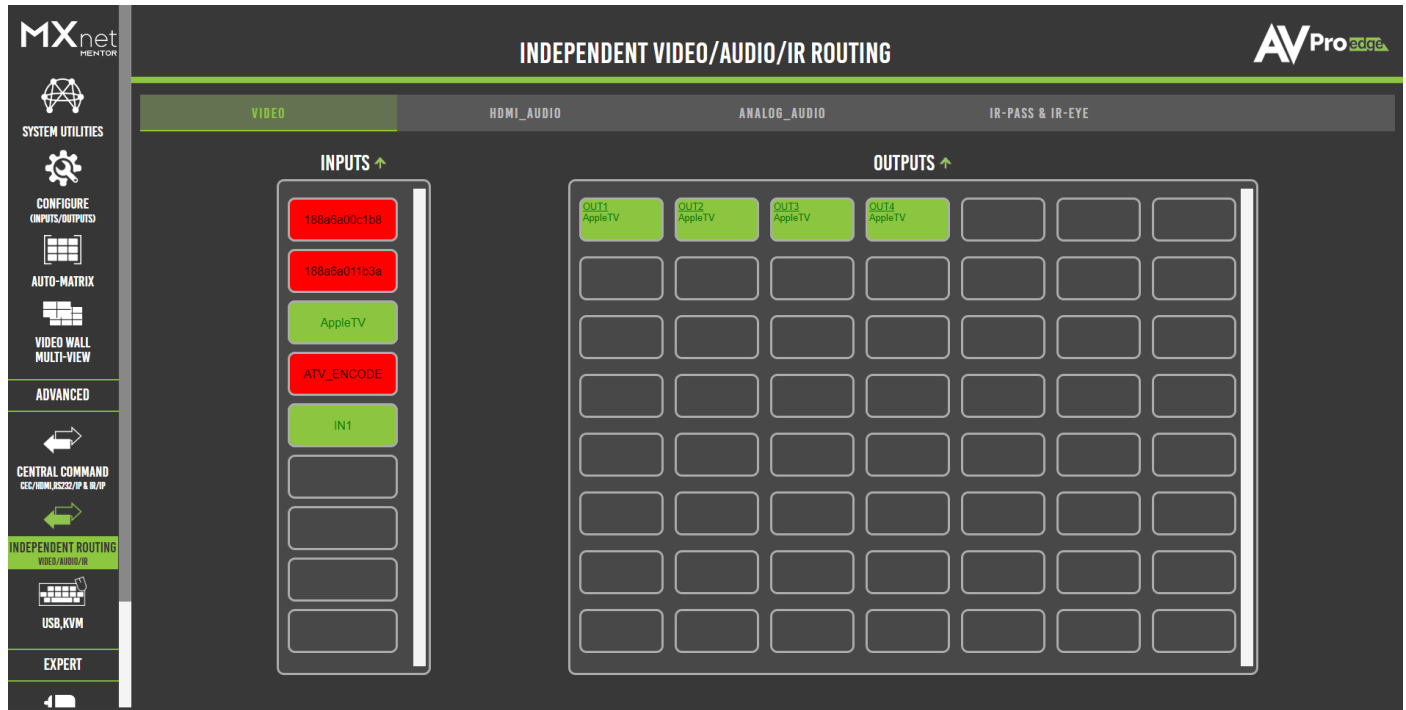 MXnet
MENTOR
INDEPENDENT VIDEO/AUDIO/IR ROUTING
AVPro edge
SYSTEM UTILITIES
CONFIGURE
(INPUTS/OUTPUTS)
AUTO-MATRIX
VIDEO WALL
MULTI-VIEW
ADVANCED
CENTRAL COMMAND
CEC/HDMI,RS232/IP & IR/IP
INDEPENDENT ROUTING
VIDEO/AUDIO/IR
USB,KVM
EXPERT
VIDEO
HDMI_AUDIO
ANALOG_AUDIO
IR-PASS & IR-EYE
INPUTS
188a6a00c1b8
188a6a011b3a
AppleTV
ATV_ENCODE
IN1
OUTPUTS
OUT1
AppleTV
OUT2
AppleTV
OUT3
AppleTV
OUT4
AppleTV